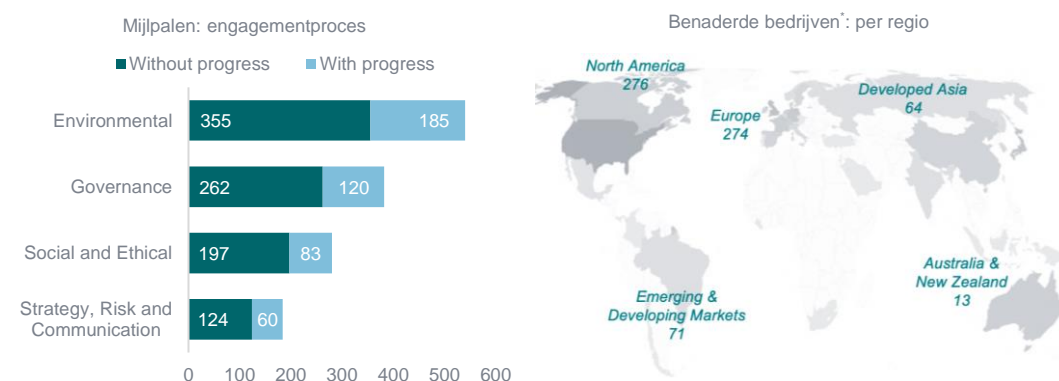 Mijlpalen: engagementproces
Without progress
With progress
Environmental
355
185
Governance
262
120
Social and Ethical
197
83
Strategy, Risk and
Communication
124
60
0 100 200 300 400 500 600
Benaderde bedrijven*: per regio
North America
276
Europe
274
Developed Asia
64
Emerging &
Developing Markets
71
Australia &
New Zealand
13